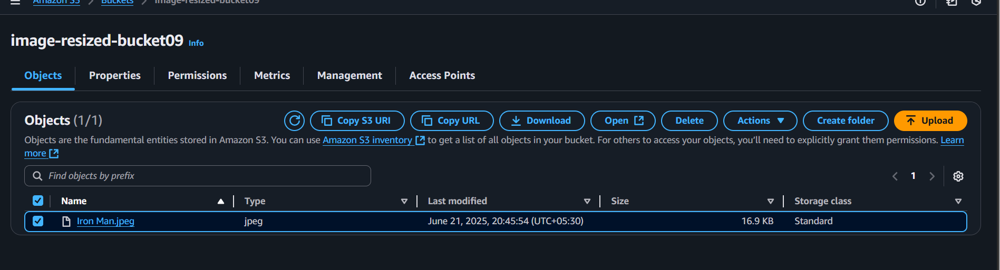 Amazon S3 > Buckets > image-resized-bucket09
image-resized-bucket09 Info
Objects Properties Permissions Metrics Management Access Points
Objects (1/1) Copy S3 URI Copy URL Download Open Delete Actions Create folder Upload
Objects are the fundamental entities stored in Amazon S3. You can use Amazon S3 inventory to get a list of all objects in your bucket. For others to access your objects, you’ll need to explicitly grant them permissions. Learn
more
Find objects by prefix 1
Name Type Last modified Size Storage class
Iron Man.jpeg jpeg June 21, 2025, 20:45:54 (UTC+05:30) 16.9 KB Standard